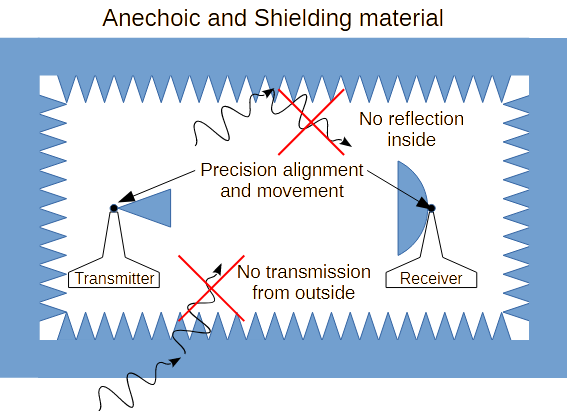 Anechoic and Shielding material
No reflection
inside
Precision alignment
and movement
Transmitter
No transmission
from outside
Receiver